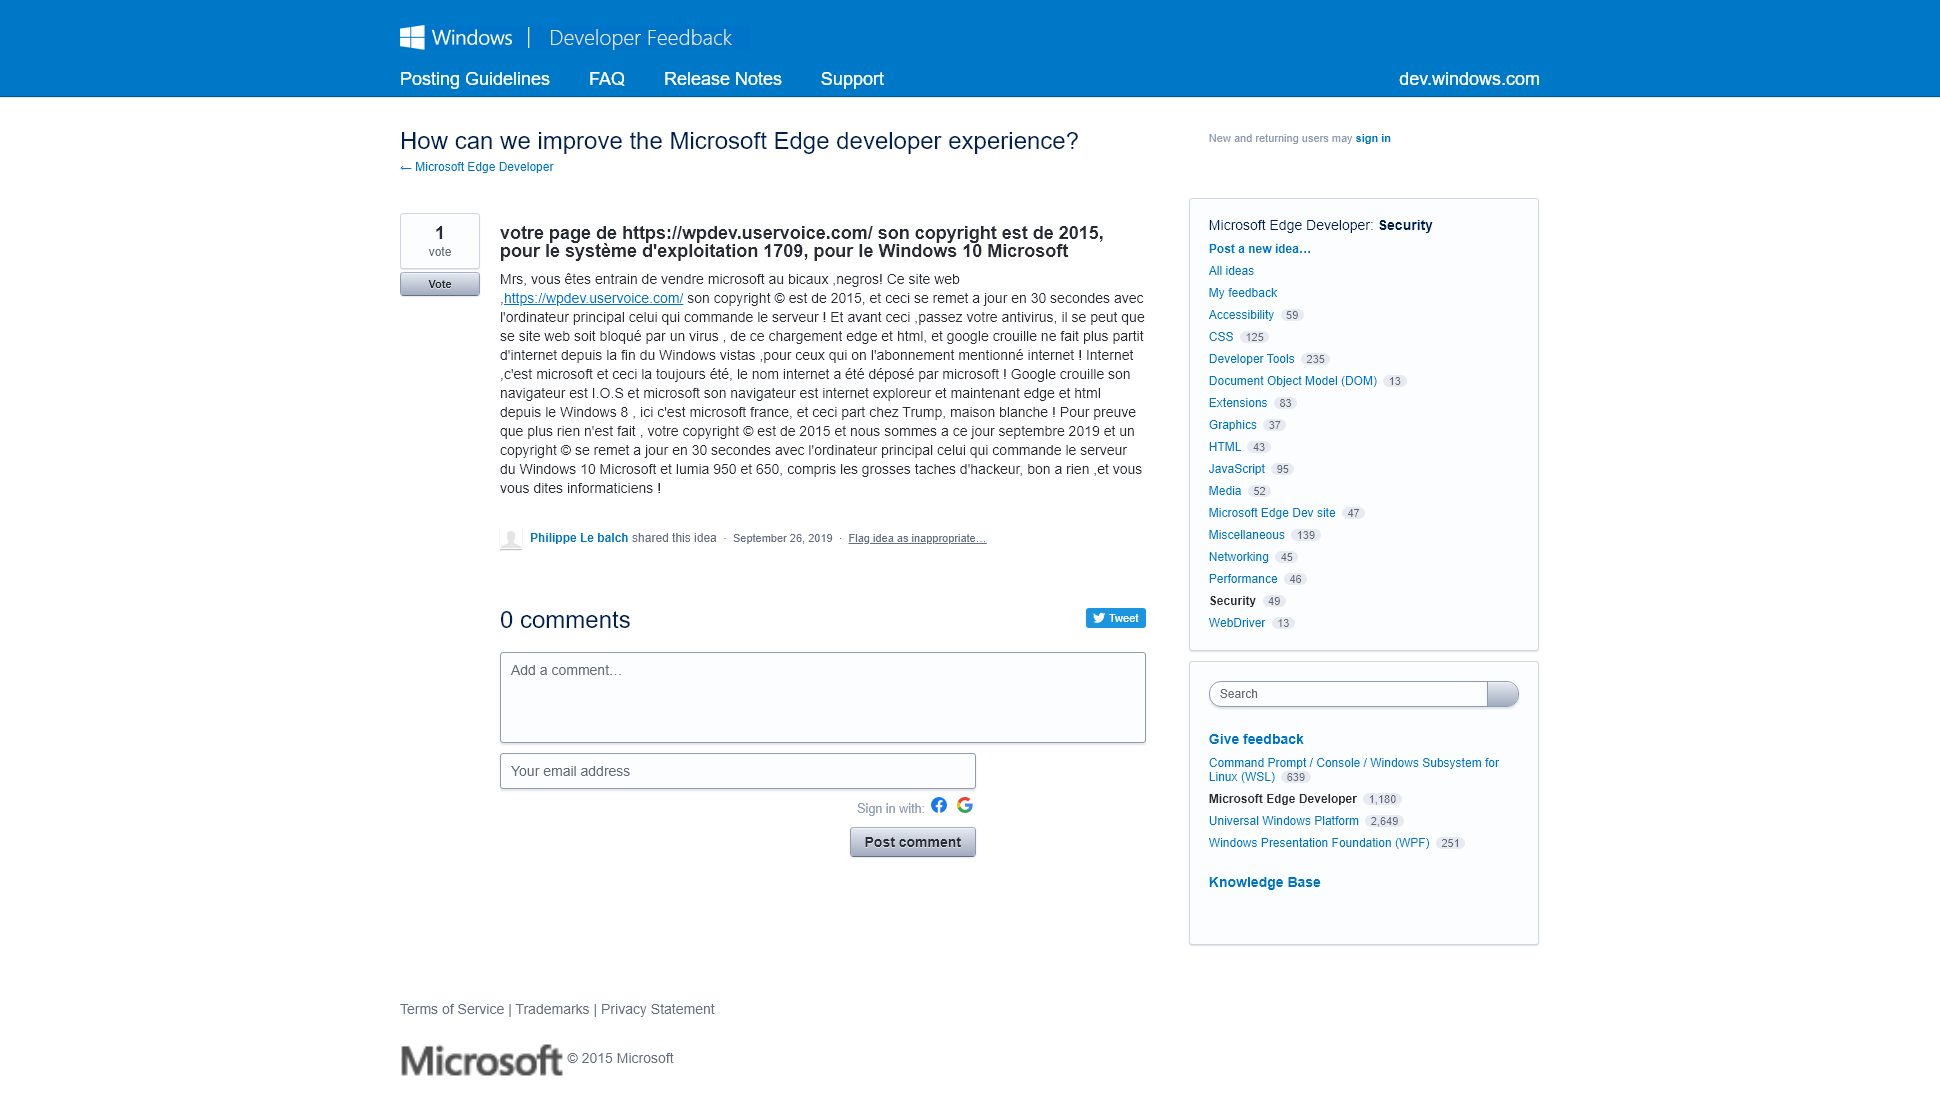 Windows | Developer Feedback
Posting Guidelines FAQ Release Notes Support dev.windows.com
How can we improve the Microsoft Edge developer experience?
← Microsoft Edge Developer
New and returning users may sign in
1
vote
Vote
votre page de https://wpdev.uservoice.com/ son copyright est de 2015,
pour le système d'exploitation 1709, pour le Windows 10 Microsoft
Mrs, vous êtes entrain de vendre microsoft au bicaux ,negros! Ce site web
,https://wpdev.uservoice.com/ son copyright © est de 2015, et ceci se remet a jour en 30 secondes avec
l'ordinateur principal celui qui commande le serveur ! Et avant ceci ,passez votre antivirus, il se peut que
se site web soit bloqué par un virus , de ce chargement edge et html, et google crouille ne fait plus partit
d'internet depuis la fin du Windows vistas ,pour ceux qui on l'abonnement mentionné internet ! Internet
,c'est microsoft et ceci la toujours été, le nom internet a été déposé par microsoft ! Google crouille son
navigateur est I.O.S et microsoft son navigateur est internet exploreur et maintenant edge et html
depuis le Windows 8 , ici c'est microsoft france, et ceci part chez Trump, maison blanche ! Pour preuve
que plus rien n'est fait , votre copyright © est de 2015 et nous sommes a ce jour septembre 2019 et un
copyright © se remet a jour en 30 secondes avec l'ordinateur principal celui qui commande le serveur
du Windows 10 Microsoft et lumia 950 et 650, compris les grosses taches d'hackeur, bon a rien ,et vous
vous dites informaticiens !
Philippe Le balch shared this idea · September 26, 2019 · Flag idea as inappropriate…
0 comments
Tweet
Add a comment…
Your email address
Sign in with:
Post comment
Microsoft Edge Developer: Security
Post a new idea…
All ideas
My feedback
Accessibility 59
CSS 125
Developer Tools 235
Document Object Model (DOM) 13
Extensions 83
Graphics 37
HTML 43
JavaScript 95
Media 52
Microsoft Edge Dev site 47
Miscellaneous 139
Networking 45
Performance 46
Security 49
WebDriver 13
Search
Give feedback
Command Prompt / Console / Windows Subsystem for
Linux (WSL) 639
Microsoft Edge Developer 1,180
Universal Windows Platform 2,649
Windows Presentation Foundation (WPF) 251
Knowledge Base
Terms of Service | Trademarks | Privacy Statement
Microsoft © 2015 Microsoft